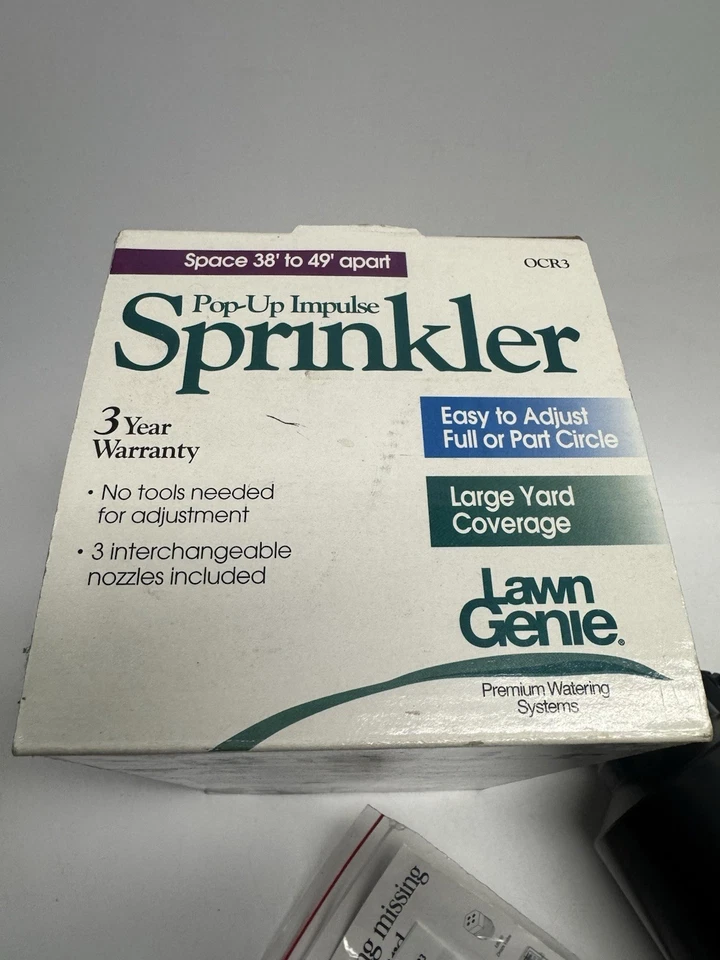 Space 38' to 49' apart
OCR3
Pop-Up Impulse
Sprinkler
3 Year
Warranty
• No tools needed
for adjustment
• 3 interchangeable
nozzles included
Easy to Adjust
Full or Part Circle
Large Yard
Coverage
Lawn
Genie®
Premium Watering
Systems
missing